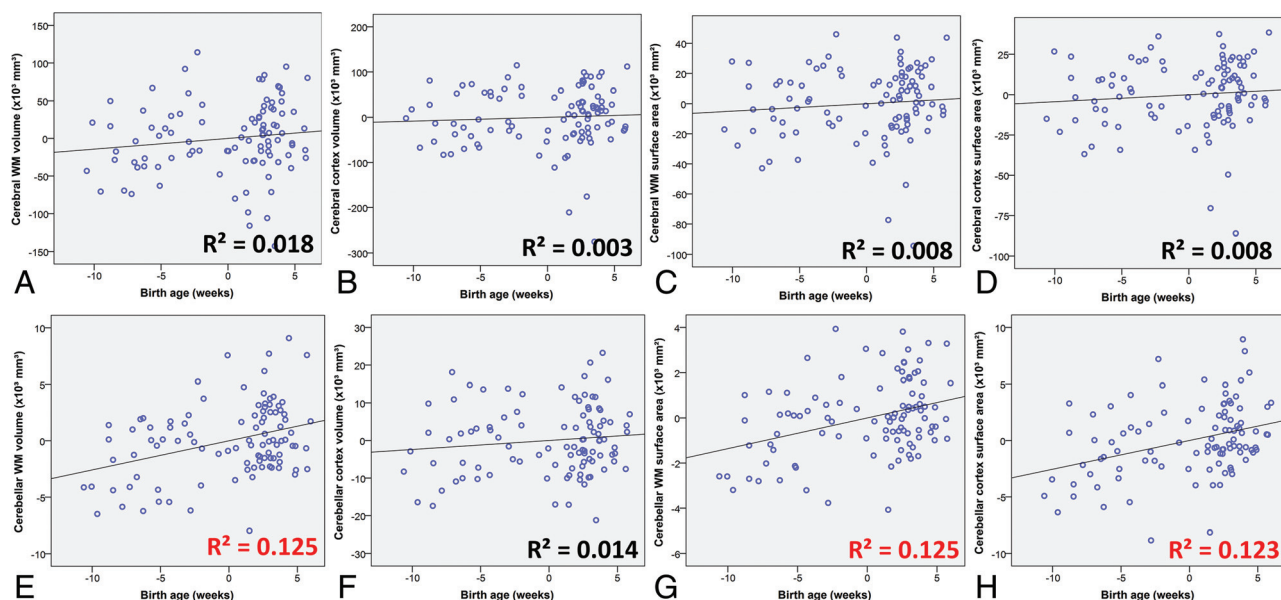 150
100
50
0
-50
-100
-150
Cerebral WM volume (x10³ mm³)
R² = 0.018
-10 -5 0 5
Birth age (weeks)
A
200
100
0
-100
-200
-300
Cerebral cortex volume (x10³ mm³)
R² = 0.003
-10 -5 0 5
Birth age (weeks)
B
40
20
0
-20
-40
-60
-80
-100
Cerebral WM surface area (x10³ mm²)
R² = 0.008
-10 -5 0 5
Birth age (weeks)
C
25
0
-25
-50
-75
-100
Cerebral cortex surface area (x10³ mm²)
R² = 0.008
-10 -5 0 5
Birth age (weeks)
D
10
5
0
-5
-10
Cerebellar WM volume (x10³ mm³)
R² = 0.125
-10 -5 0 5
Birth age (weeks)
E
30
20
10
0
-10
-20
-30
Cerebellar cortex volume (x10³ mm³)
R² = 0.014
-10 -5 0 5
Birth age (weeks)
F
4
2
0
-2
-4
-6
Cerebellar WM surface area (x10³ mm²)
R² = 0.125
-10 -5 0 5
Birth age (weeks)
G
10
5
0
-5
-10
Cerebellar cortex surface area (x10³ mm²)
R² = 0.123
-10 -5 0 5
Birth age (weeks)
H